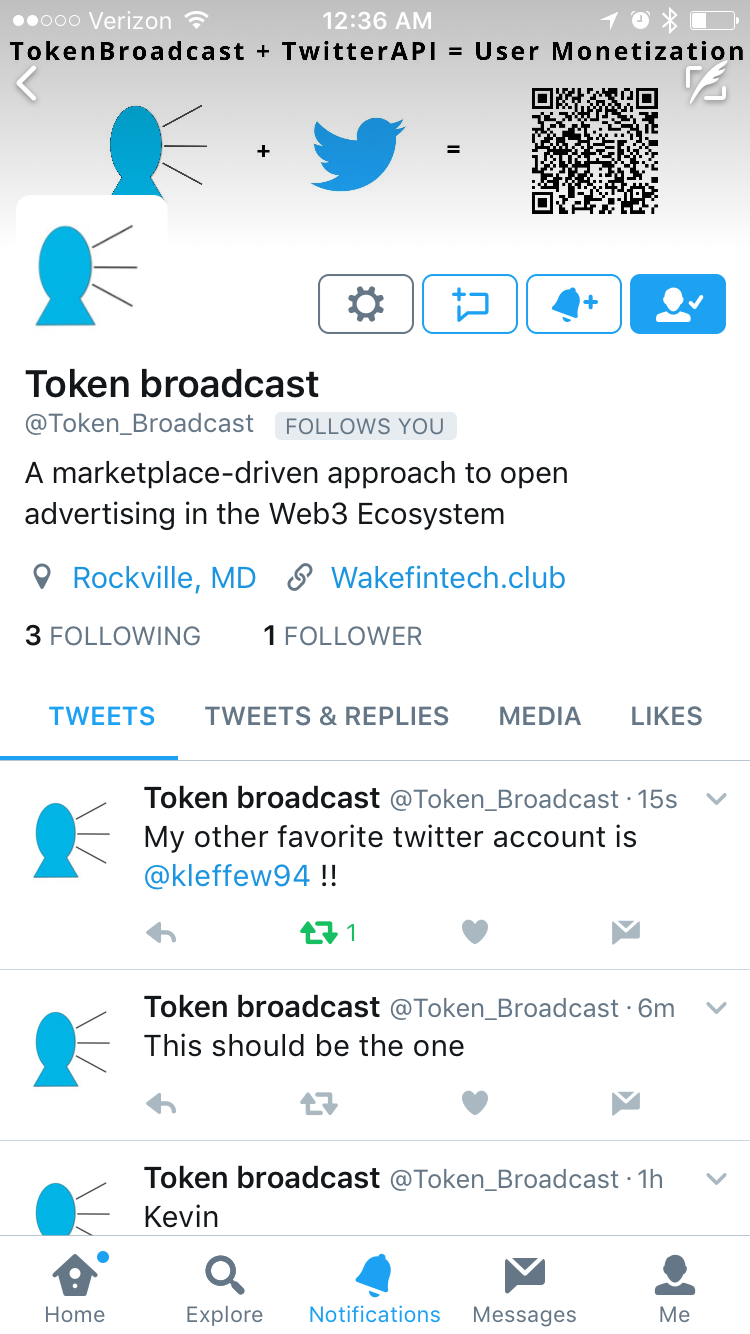 Verizon 12:36 AM
TokenBroadcast + TwitterAPI = User Monetization
+ =
Token broadcast
@Token_Broadcast FOLLOWS YOU
A marketplace-driven approach to open
advertising in the Web3 Ecosystem
Rockville, MD Wakefintech.club
3 FOLLOWING 1 FOLLOWER
TWEETS TWEETS & REPLIES MEDIA LIKES
Token broadcast @Token_Broadcast · 15s
My other favorite twitter account is
@kleffew94 !!
1
Token broadcast @Token_Broadcast · 6m
This should be the one
Token broadcast @Token_Broadcast · 1h
Kevin
Home Explore Notifications Messages Me